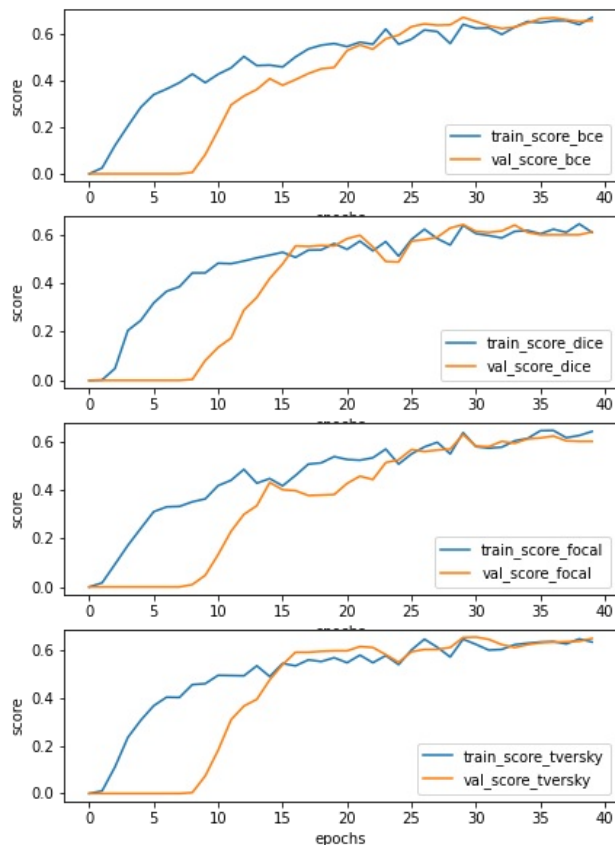 0.6
0.4
0.2
0.0
score
train_score_bce
val_score_bce
0 5 10 15 20 25 30 35 40
epochs
0.6
0.4
0.2
0.0
score
train_score_dice
val_score_dice
0 5 10 15 20 25 30 35 40
epochs
0.6
0.4
0.2
0.0
score
train_score_focal
val_score_focal
0 5 10 15 20 25 30 35 40
epochs
0.6
0.4
0.2
0.0
score
train_score_tversky
val_score_tversky
0 5 10 15 20 25 30 35 40
epochs